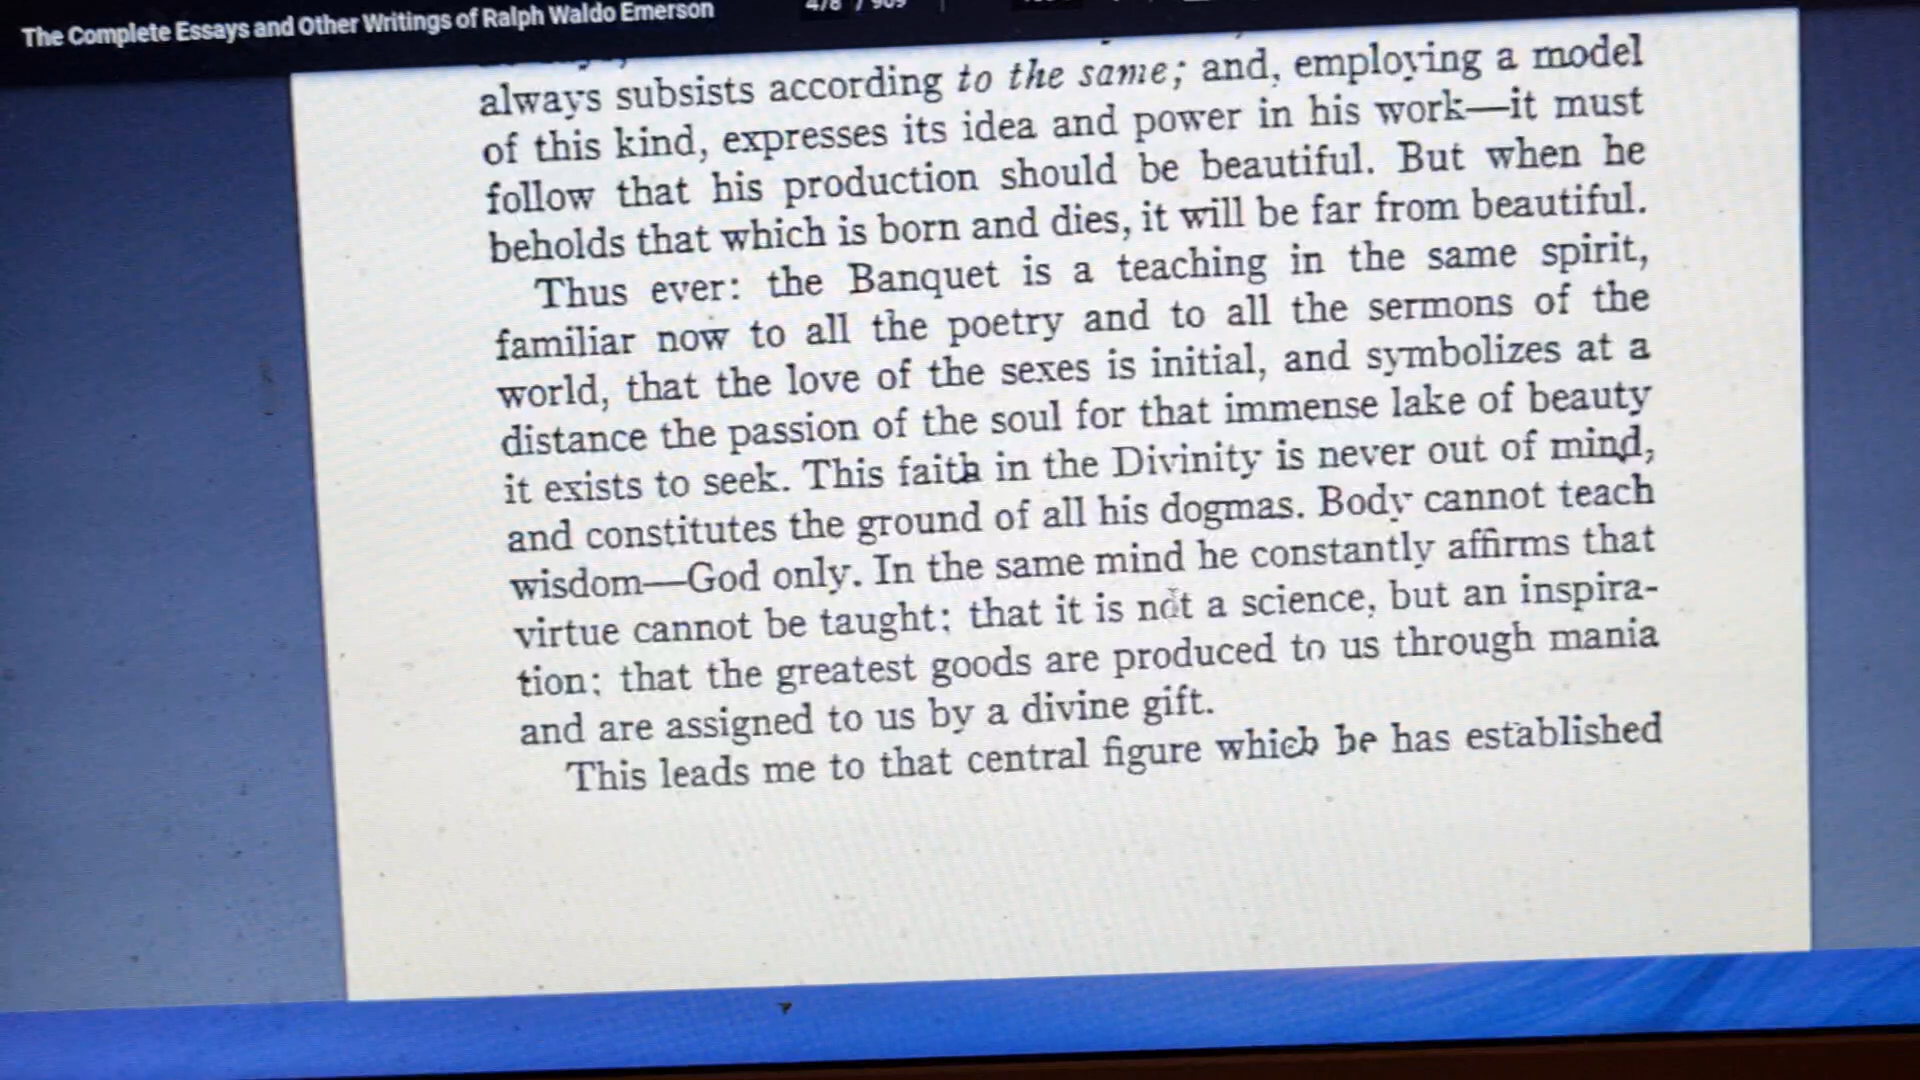 The Complete Essays and Other Writings of Ralph Waldo Emerson
always subsists according to the same; and, employing a model
of this kind, expresses its idea and power in his work—it must
follow that his production should be beautiful. But when he
beholds that which is born and dies, it will be far from beautiful.
Thus ever: the Banquet is a teaching in the same spirit,
familiar now to all the poetry and to all the sermons of the
world, that the love of the sexes is initial, and symbolizes at a
distance the passion of the soul for that immense lake of beauty
it exists to seek. This faith in the Divinity is never out of mind,
and constitutes the ground of all his dogmas. Body cannot teach
wisdom—God only. In the same mind he constantly affirms that
virtue cannot be taught; that it is not a science, but an inspira-
tion; that the greatest goods are produced to us through mania
and are assigned to us by a divine gift.
This leads me to that central figure which he has established